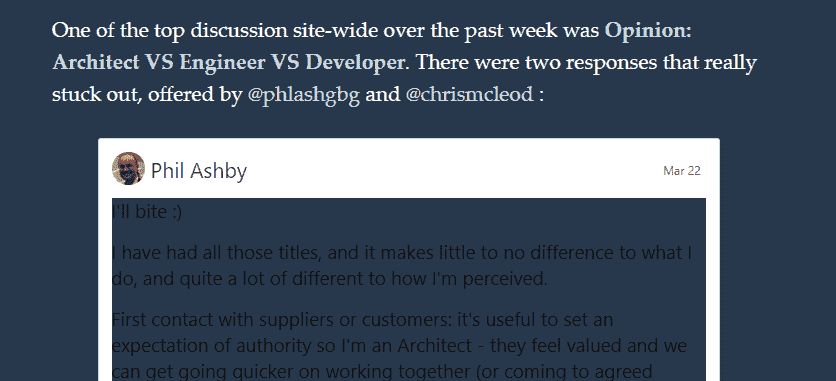 One of the top discussion site-wide over the past week was Opinion:
Architect VS Engineer VS Developer. There were two responses that really
stuck out, offered by @phlashgbg and @chrismcleod :
Phil Ashby
Mar 22
I'll bite :)
I have had all those titles, and it makes little to no difference to what I
do, and quite a lot of different to how I'm perceived.
First contact with suppliers or customers: it's useful to set an
expectation of authority so I'm an Architect - they feel valued and we
can get going quicker on working together (or coming to agreed